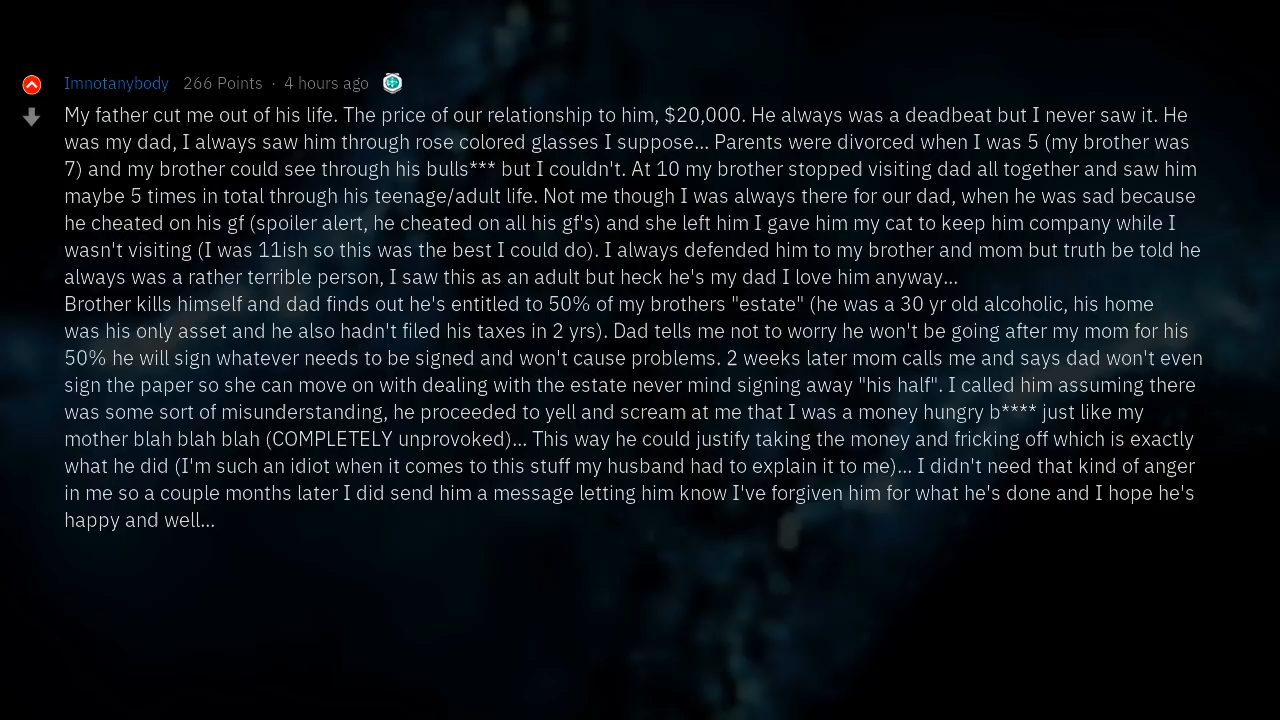 Imnotanybody 266 Points · 4 hours ago
My father cut me out of his life. The price of our relationship to him, $20,000. He always was a deadbeat but I never saw it. He
was my dad, I always saw him through rose colored glasses I suppose... Parents were divorced when I was 5 (my brother was
7) and my brother could see through his bulls*** but I couldn't. At 10 my brother stopped visiting dad all together and saw him
maybe 5 times in total through his teenage/adult life. Not me though I was always there for our dad, when he was sad because
he cheated on his gf (spoiler alert, he cheated on all his gf's) and she left him I gave him my cat to keep him company while I
wasn't visiting (I was 11ish so this was the best I could do). I always defended him to my brother and mom but truth be told he
always was a rather terrible person, I saw this as an adult but heck he's my dad I love him anyway...
Brother kills himself and dad finds out he's entitled to 50% of my brothers "estate" (he was a 30 yr old alcoholic, his home
was his only asset and he also hadn't filed his taxes in 2 yrs). Dad tells me not to worry he won't be going after my mom for his
50% he will sign whatever needs to be signed and won't cause problems. 2 weeks later mom calls me and says dad won't even
sign the paper so she can move on with dealing with the estate never mind signing away "his half". I called him assuming there
was some sort of misunderstanding, he proceeded to yell and scream at me that I was a money hungry b**** just like my
mother blah blah blah (COMPLETELY unprovoked)... This way he could justify taking the money and fricking off which is exactly
what he did (I'm such an idiot when it comes to this stuff my husband had to explain it to me)... I didn't need that kind of anger
in me so a couple months later I did send him a message letting him know I've forgiven him for what he's done and I hope he's
happy and well...